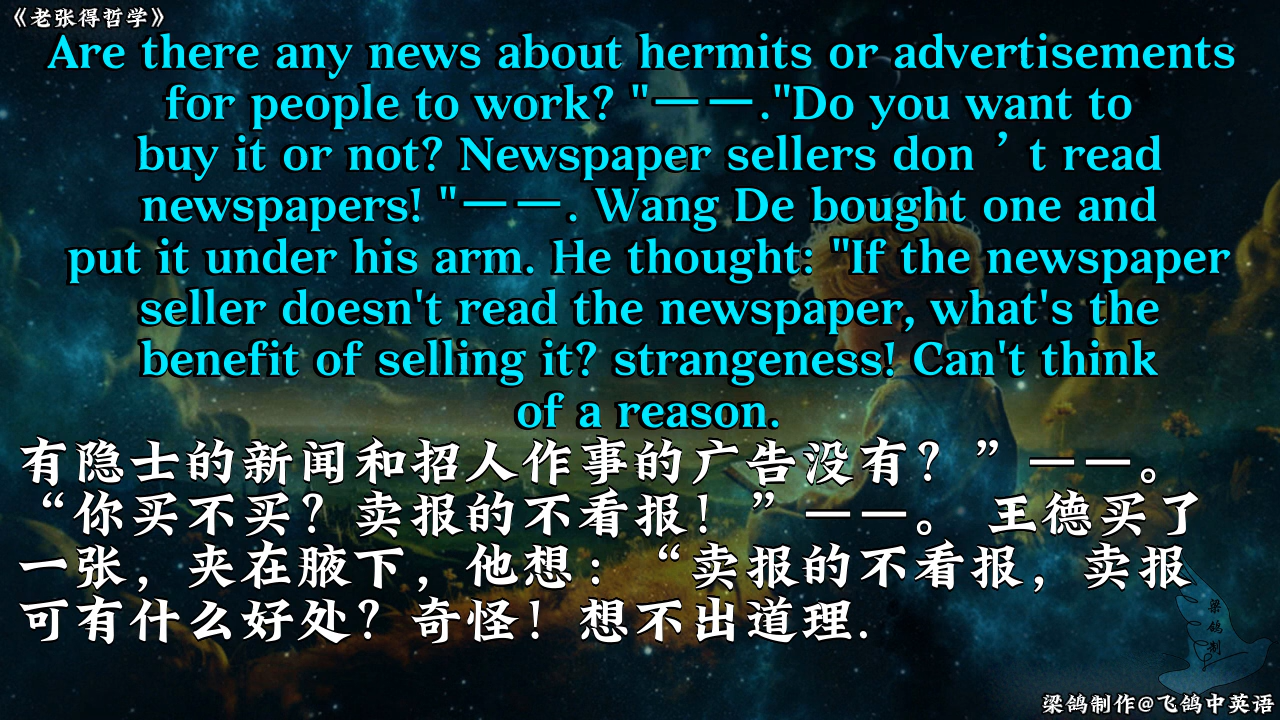 《老张得哲学》
Are there any news about hermits or advertisements
for people to work? "——."Do you want to
buy it or not? Newspaper sellers don ’ t read
newspapers! "——. Wang De bought one and
put it under his arm. He thought: "If the newspaper
seller doesn't read the newspaper, what's the
benefit of selling it? strangeness! Can't think
of a reason.
有隐士的新闻和招人作事的广告没有？”——。
“你买不买？卖报的不看报！”——。 王德买了
一张，夹在腋下，他想：“卖报的不看报，卖报
可有什么好处？奇怪！想不出道理.
梁鸽制
梁鸽制作@飞鸽中英语